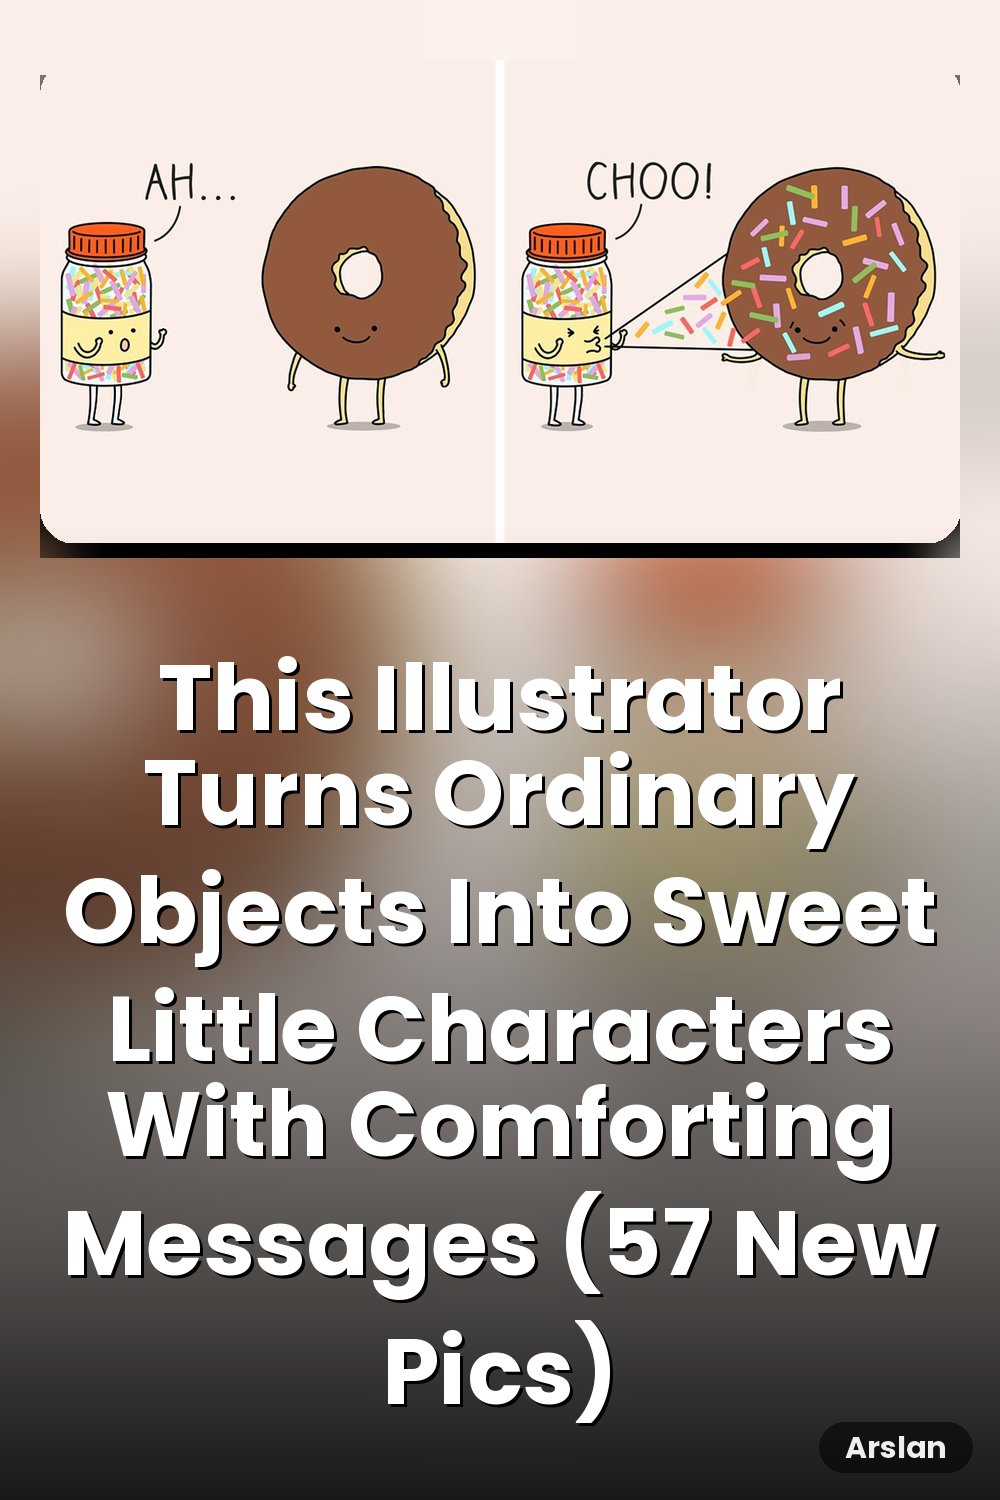 AH...
CHOO!
This Illustrator
Turns Ordinary
Objects Into Sweet
Little Characters
With Comforting
Messages (57 New
Pics)
Arslan